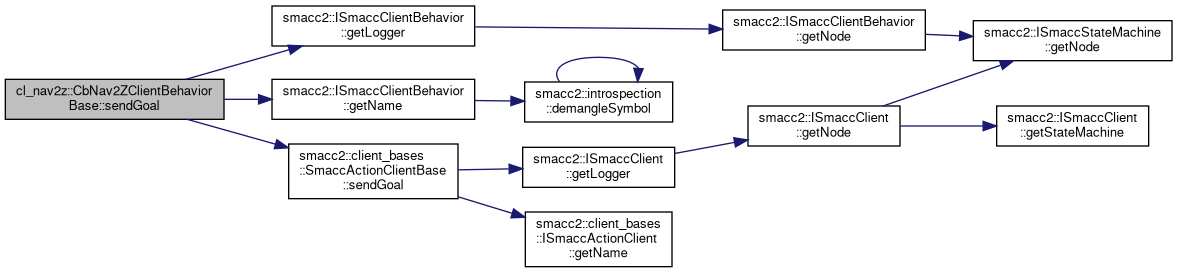 cl_nav2z::CbNav2ZClientBehavior
Base::sendGoal
smacc2::ISmaccClientBehavior
::getLogger
smacc2::ISmaccClientBehavior
::getName
smacc2::client_bases
::SmaccActionClientBase
::sendGoal
smacc2::introspection
::demangleSymbol
smacc2::ISmaccClient
::getLogger
smacc2::client_bases
::ISmaccActionClient
::getName
smacc2::ISmaccClientBehavior
::getNode
smacc2::ISmaccClient
::getNode
smacc2::ISmaccStateMachine
::getNode
smacc2::ISmaccClient
::getStateMachine